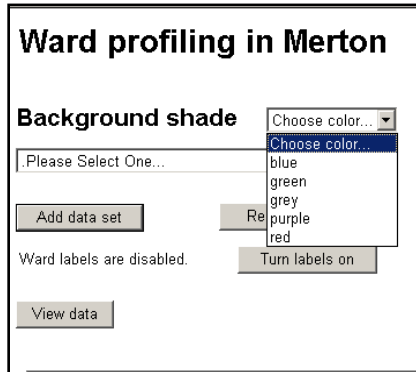 Ward profiling in Merton
Background shade
Choose color...
Choose color...
.Please Select One...
blue
green
grey
purple
red
Add data set
Re
Ward labels are disabled.
Turn labels on
View data